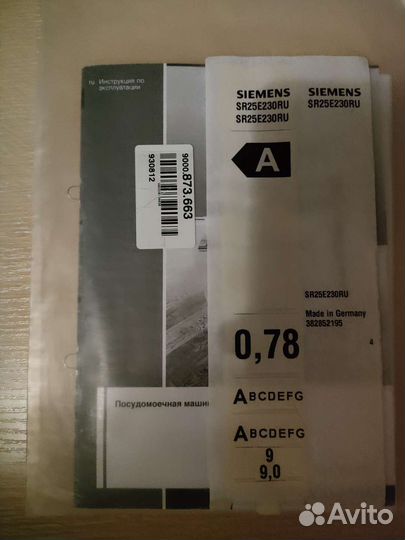 ru Инструкция по
эксплуатации
9000.873.663
930812
SIEMENS
SR25E230RU
SR25E230RU
SIEMENS
SR25E230RU
A
SR25E230RU
Made in Germany
382852195
4
0,78
ABCDEFG
Посудомоечная маши
ABCDEFG
9
9,0
Avito